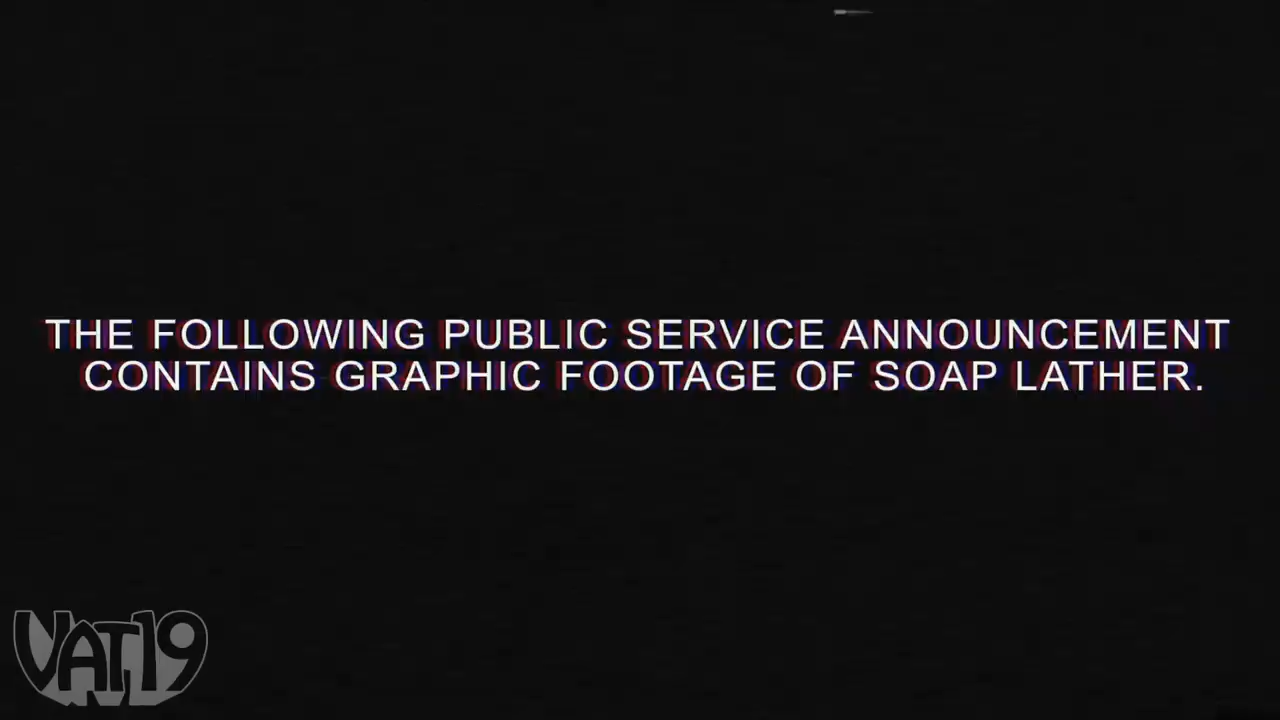 THE FOLLOWING PUBLIC SERVICE ANNOUNCEMENT
CONTAINS GRAPHIC FOOTAGE OF SOAP LATHER.
VAT19